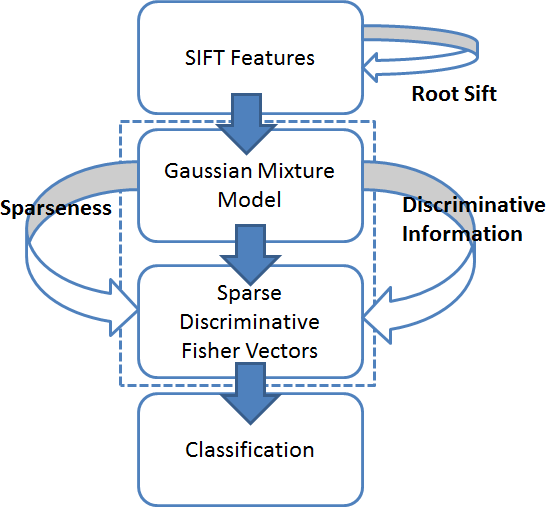 SIFT Features
Root Sift
Gaussian Mixture
Model
Sparseness
Discriminative
Information
Sparse
Discriminative
Fisher Vectors
Classification